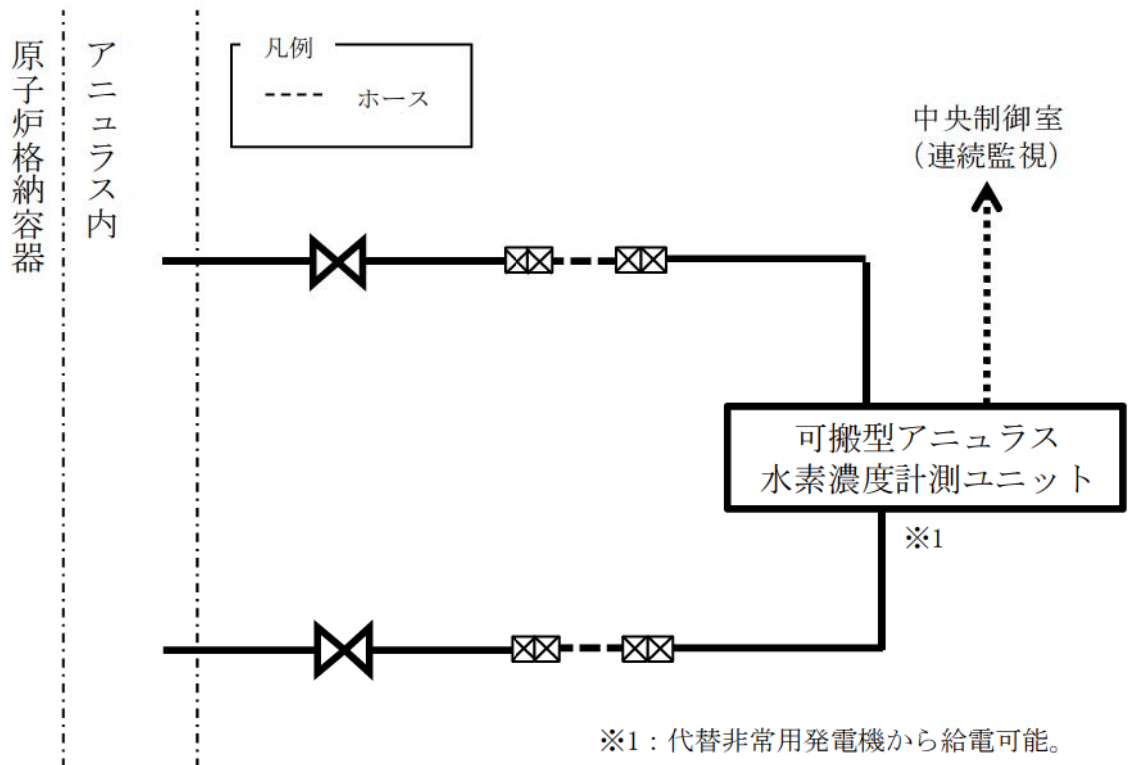 原子炉格納容器
アニュラス内
凡例
ホース
中央制御室
（連続監視）
可搬型アニュラス
水素濃度計測ユニット
※1
※1：代替非常用発電機から給電可能。